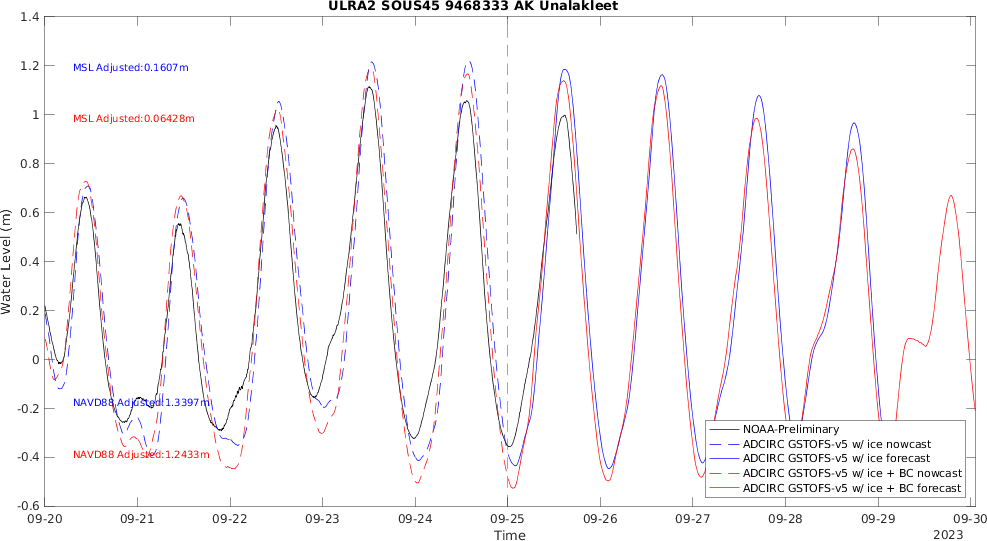 ULRA2 SOUS45 9468333 AK Unalakleet
1.4
1.2
1
0.8
0.6
0.4
0.2
0
-0.2
-0.4
-0.6
Water Level (m)
MSL Adjusted:0.1607m
MSL Adjusted:0.06428m
NAVD88 Adjusted:1.3397m
NAVD88 Adjusted:1.2433m
NOAA-Preliminary
ADCIRC GSTOFS-v5 w/ ice nowcast
ADCIRC GSTOFS-v5 w/ ice forecast
ADCIRC GSTOFS-v5 w/ ice + BC nowcast
ADCIRC GSTOFS-v5 w/ ice + BC forecast
09-20 09-21 09-22 09-23 09-24 09-25 09-26 09-27 09-28 09-29 09-30
Time
2023